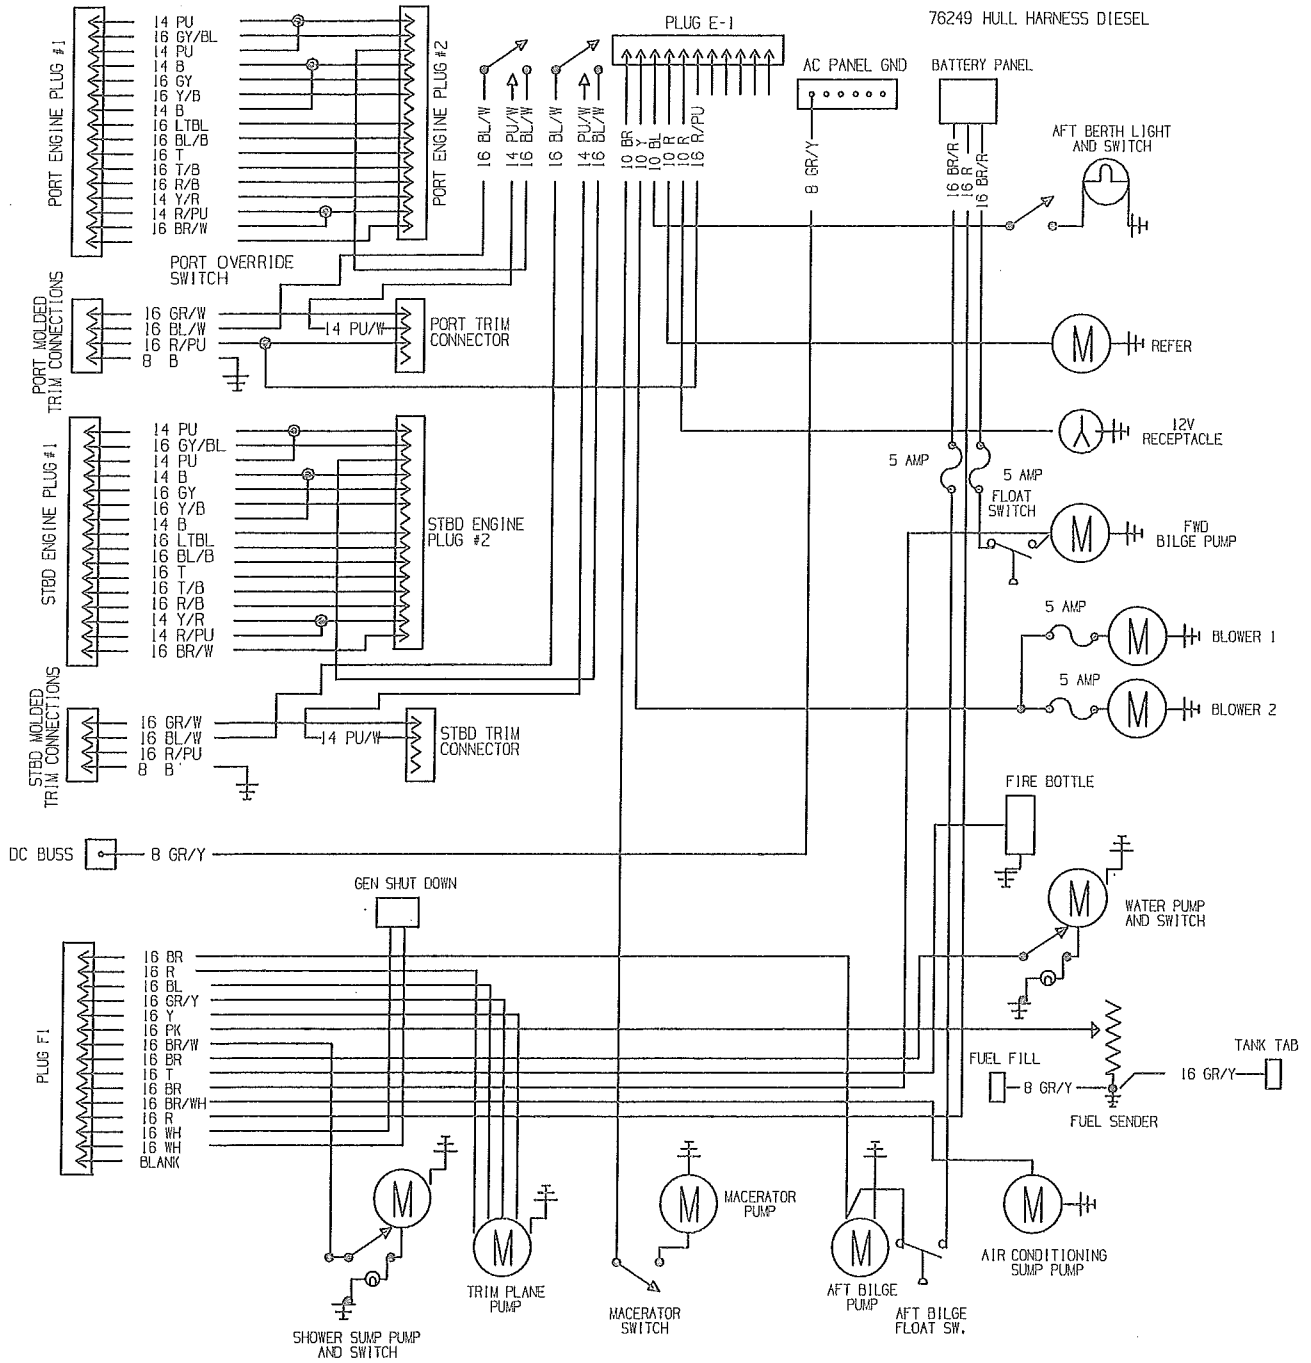 76249 HULL HARNESS DIESEL
PORT ENGINE PLUG #1
14 PU
16 GY/BL
14 PU
14 B
16 GY
16 Y/B
14 B
16 LTBL
16 BL/B
16 T
16 T/B
16 R/B
14 Y/R
14 R/PU
16 BR/W
PORT ENGINE PLUG #2
PORT OVERRIDE
SWITCH
16 BL/W
14 PU/W
16 BL/W
16 BL/W
14 PU/W
16 BL/W
PLUG E-1
10 BR
10 Y
10 BL
10 R
10 R
16 R/PU
AC PANEL GND
8 GR/Y
BATTERY PANEL
16 BR/R
16 R
16 BR/R
AFT BERTH LIGHT
AND SWITCH
PORT MOLDED
TRIM CONNECTIONS
16 GR/W
16 BL/W
16 R/PU
8 B
14 PU/W
PORT TRIM
CONNECTOR
M
REFER
12V
RECEPTACLE
5 AMP
5 AMP
FLOAT
SWITCH
M
FWD
BILGE PUMP
STBD ENGINE PLUG #1
14 PU
16 GY/BL
14 PU
14 B
16 GY
16 Y/B
14 B
16 LTBL
16 BL/B
16 T
16 T/B
16 R/B
14 Y/R
14 R/PU
16 BR/W
STBD ENGINE
PLUG #2
5 AMP
M
BLOWER 1
5 AMP
M
BLOWER 2
STBD MOLDED
TRIM CONNECTIONS
16 GR/W
16 BL/W
16 R/PU
8 B
14 PU/W
STBD TRIM
CONNECTOR
FIRE BOTTLE
DC BUSS
8 GR/Y
GEN SHUT DOWN
M
WATER PUMP
AND SWITCH
PLUG F1
16 BR
16 R
16 BL
16 GR/Y
16 Y
16 PK
16 BR/W
16 BR
16 T
16 BR
16 BR/WH
16 R
16 WH
16 WH
BLANK
FUEL FILL
8 GR/Y
16 GR/Y
TANK TAB
FUEL SENDER
M
SHOWER SUMP PUMP
AND SWITCH
M
TRIM PLANE
PUMP
M
MACERATOR
PUMP
MACERATOR
SWITCH
M
AFT BILGE
PUMP
AFT BILGE
FLOAT SW.
M
AIR CONDITIONING
SUMP PUMP